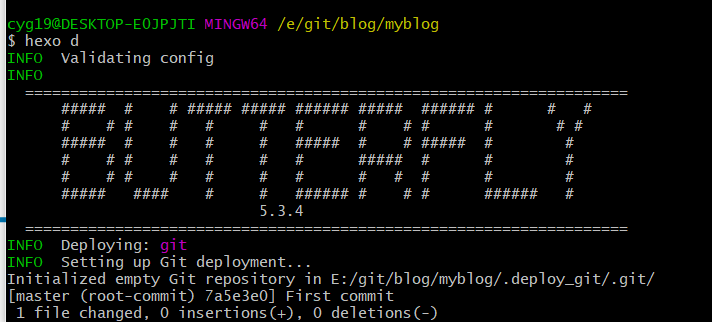 cyg19@DESKTOP-EOJPJTI MINGW64 /e/git/blog/myblog
$ hexo d
INFO  Validating config
INFO
  ===================================================================
      #####  #    # ##### ##### ###### #####  ###### #      #   #
      #    # #    #   #     #   #      #    # #      #       # #
      #####  #    #   #     #   #####  #    # #####  #        #
      #    # #    #   #     #   #      #####  #      #        #
      #    # #    #   #     #   #      #   #  #      #        #
      #####   ####    #     #   ###### #    # #      ######   #
                            5.3.4
  ===================================================================
INFO  Deploying: git
INFO  Setting up Git deployment...
Initialized empty Git repository in E:/git/blog/myblog/.deploy_git/.git/
[master (root-commit) 7a5e3e0] First commit
 1 file changed, 0 insertions(+), 0 deletions(-)